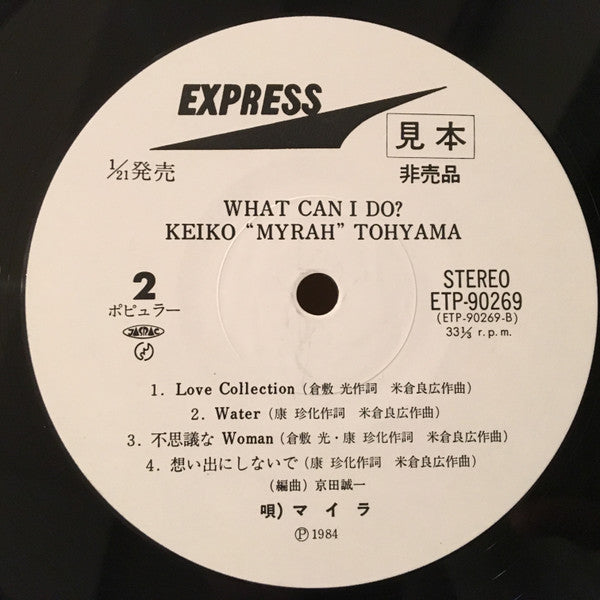 EXPRESS
見本
1/21発売
非売品
WHAT CAN I DO?
KEIKO “MYRAH” TOHYAMA
2
ポピュラー
JASRAC
STEREO
ETP-90269
(ETP-90269-B)
33⅓ r.p.m.
1. Love Collection (倉敷 光作詞 米倉良広作曲)
2. Water (康 珍化作詞 米倉良広作曲)
3. 不思議な Woman (倉敷 光・康 珍化作詞 米倉良広作曲)
4. 想い出にしないで (康 珍化作詞 米倉良広作曲)
(編曲)京田誠一
唄) マイラ
Ⓟ1984